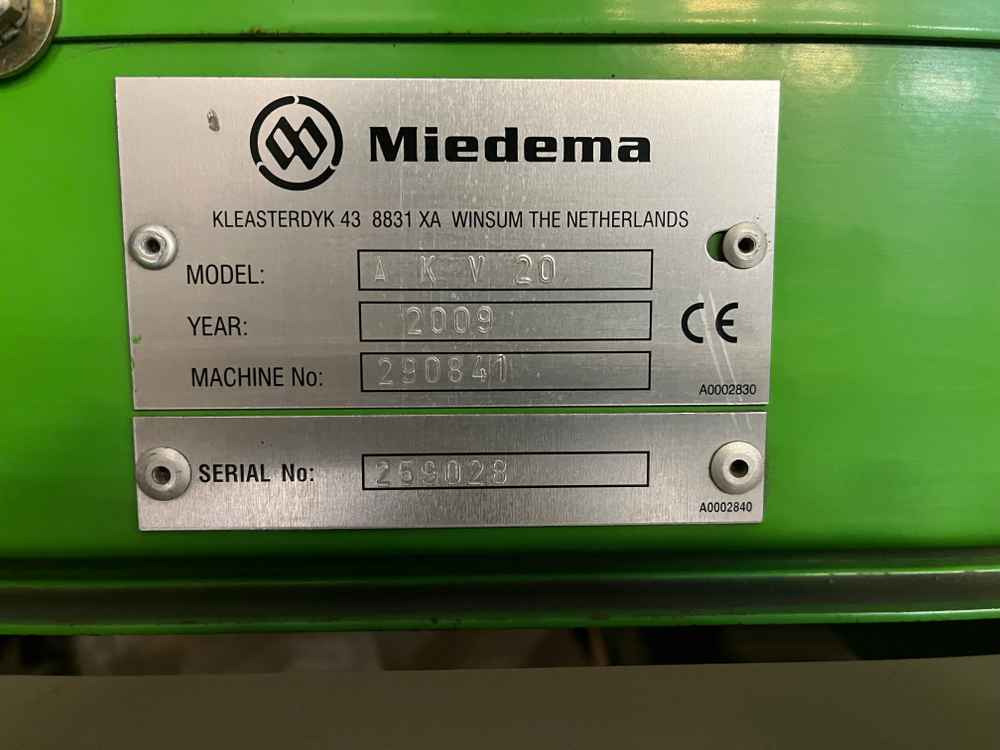 Miedema
KLEASTERDYK 43 8831 XA WINSUM THE NETHERLANDS
MODEL: A K V 20
YEAR: 2009
CE
MACHINE No: 290841
A0002830
SERIAL No: 259028
A0002840